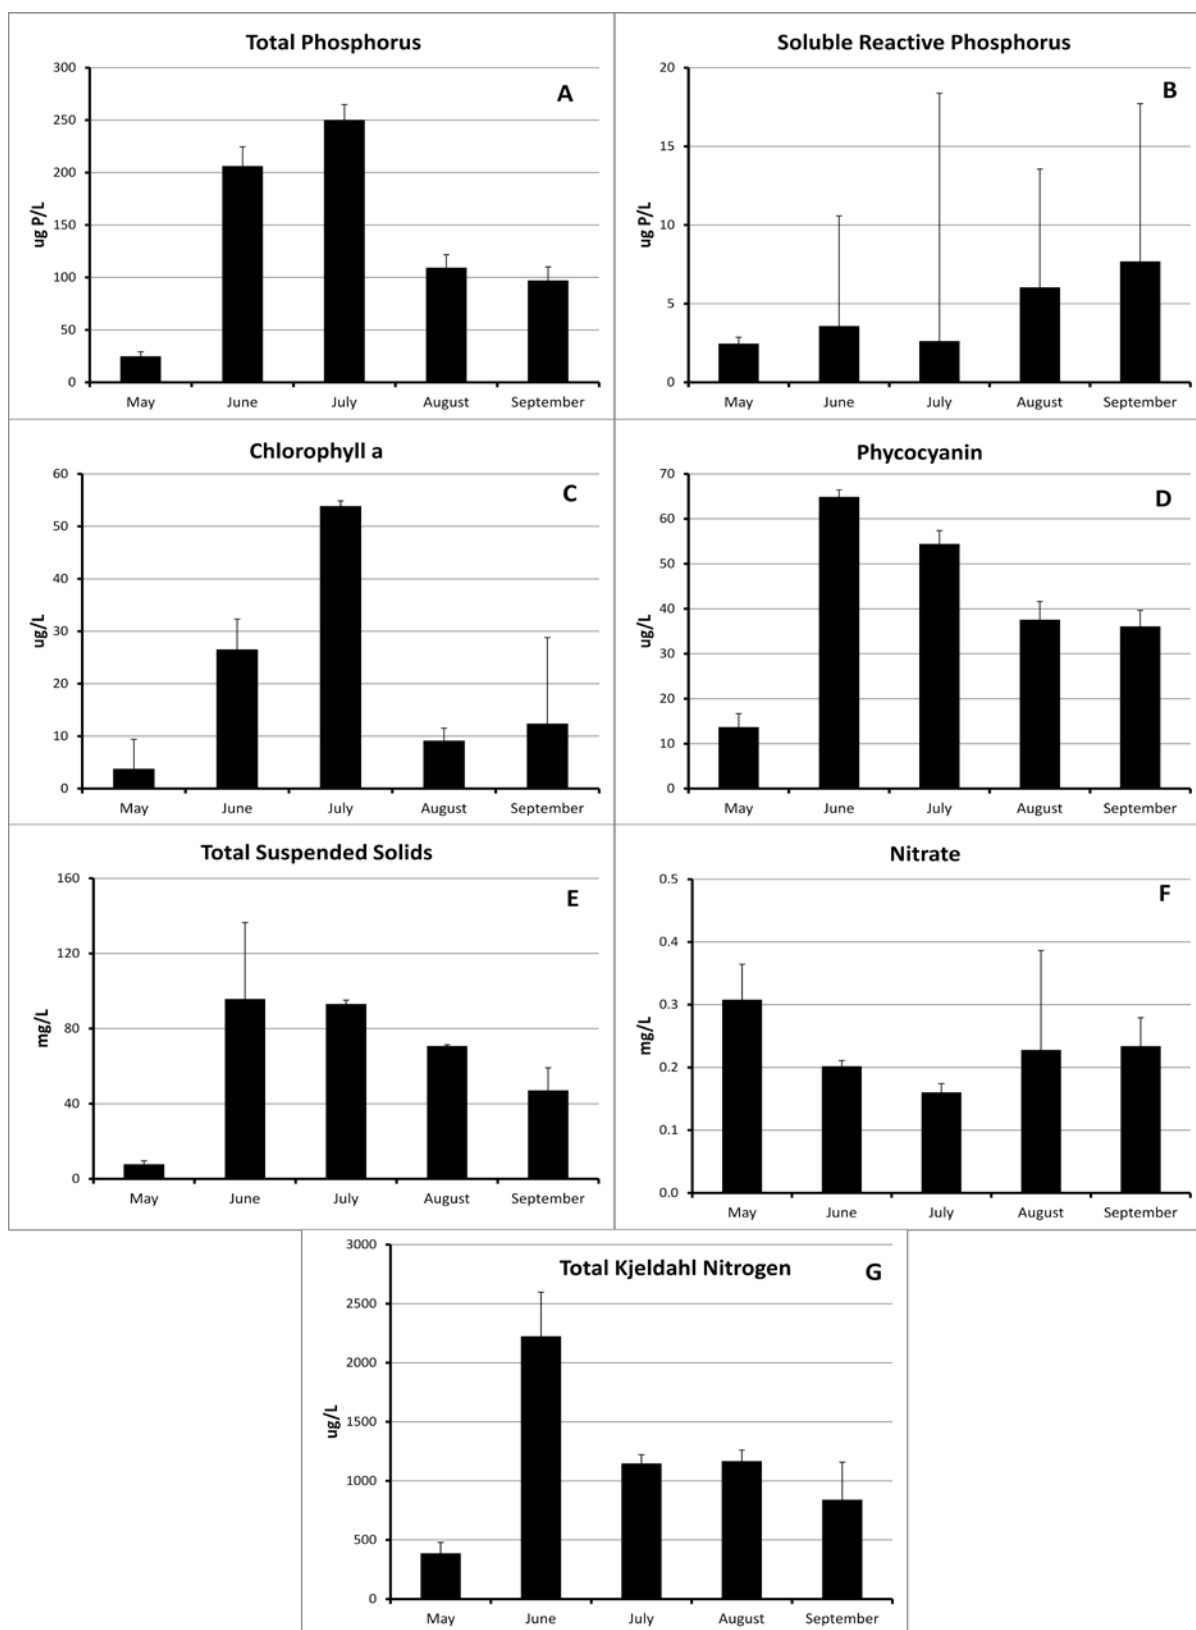 Total Phosphorus
A
300
250
200
150
100
50
0
ug P/L
May June July August September
Soluble Reactive Phosphorus
B
20
15
10
5
0
ug P/L
May June July August September
Chlorophyll a
C
60
50
40
30
20
10
0
ug/L
May June July August September
Phycocyanin
D
70
60
50
40
30
20
10
0
ug/L
May June July August September
Total Suspended Solids
E
160
120
80
40
0
mg/L
May June July August September
Nitrate
F
0.5
0.4
0.3
0.2
0.1
0.0
mg/L
May June July August September
Total Kjeldahl Nitrogen
G
3000
2500
2000
1500
1000
500
0
ug/L
May June July August September